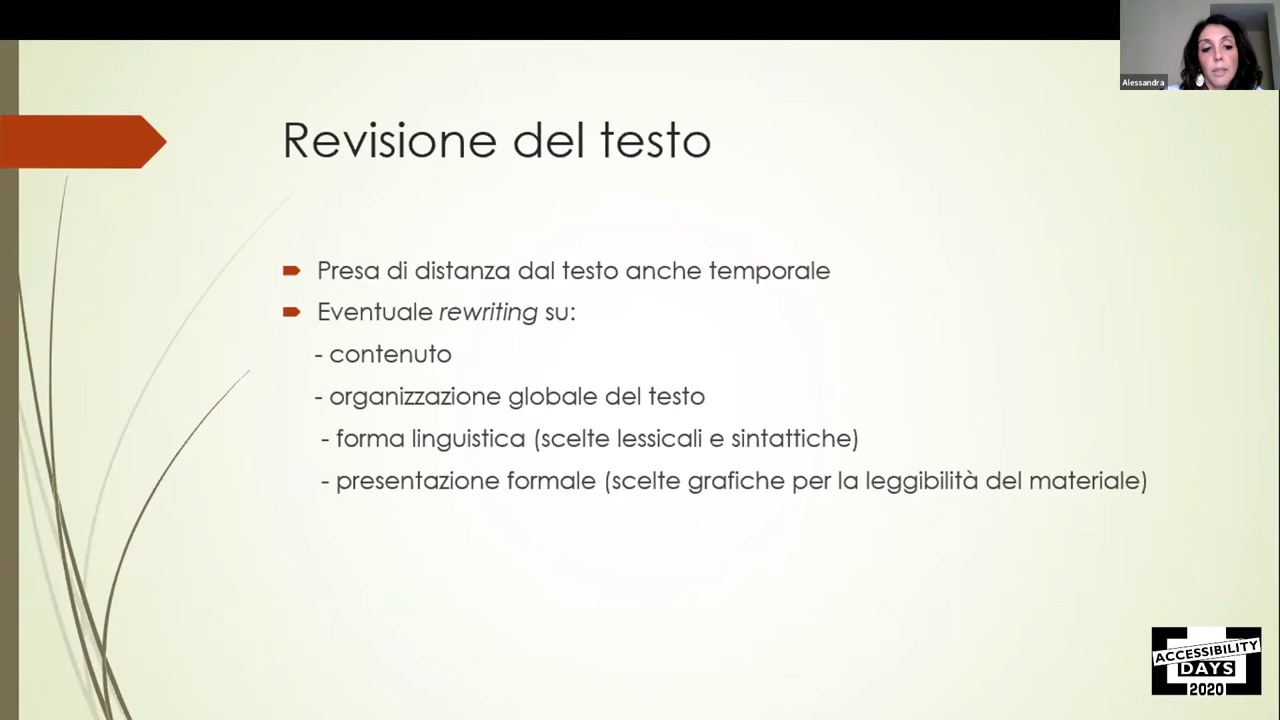 Alessandra
Revisione del testo
Presa di distanza dal testo anche temporale
Eventuale rewriting su:
- contenuto
- organizzazione globale del testo
- forma linguistica (scelte lessicali e sintattiche)
- presentazione formale (scelte grafiche per la leggibilità del materiale)
ACCESSIBILITY
DAYS
2020